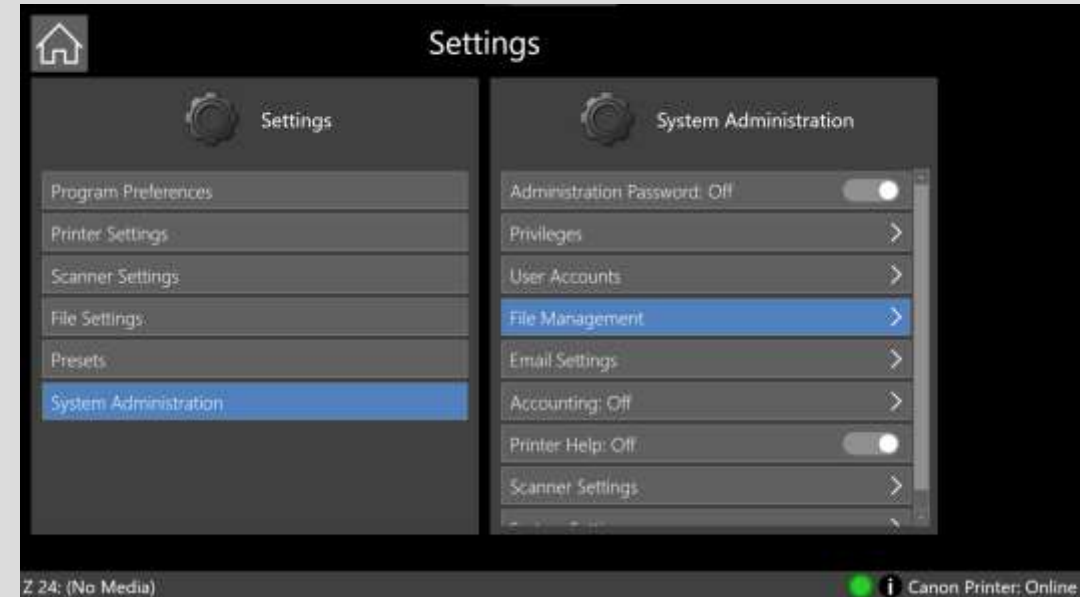 Settings
Settings
Program Preferences
Printer Settings
Scanner Settings
File Settings
Presets
System Administration
System Administration
Administration Password: Off
Privileges
User Accounts
File Management
Email Settings
Accounting: Off
Printer Help: Off
Scanner Settings
Z 24: (No Media)
i Canon Printer: Online